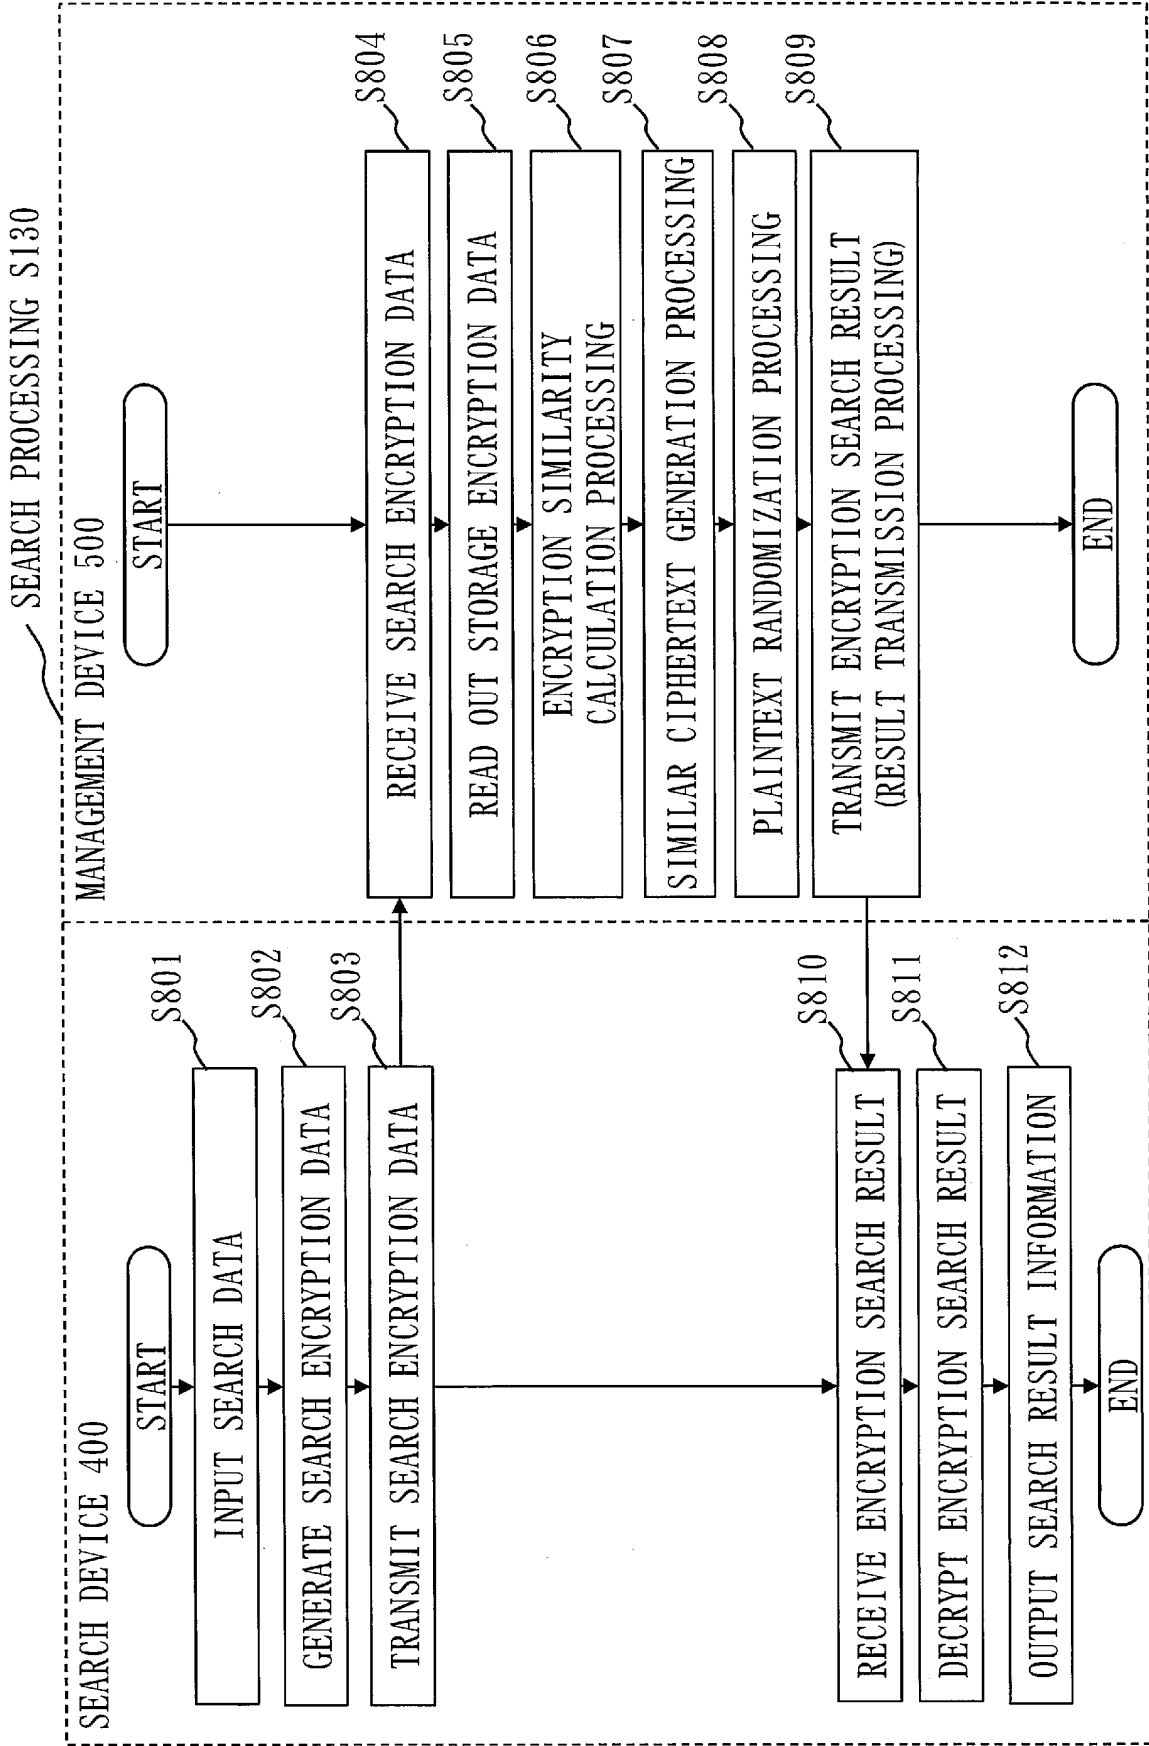 SEARCH PROCESSING S130
SEARCH DEVICE 400
START
INPUT SEARCH DATA
S801
GENERATE SEARCH ENCRYPTION DATA
S802
TRANSMIT SEARCH ENCRYPTION DATA
S803
RECEIVE ENCRYPTION SEARCH RESULT
S810
DECRYPT ENCRYPTION SEARCH RESULT
S811
OUTPUT SEARCH RESULT INFORMATION
S812
END
MANAGEMENT DEVICE 500
START
RECEIVE SEARCH ENCRYPTION DATA
S804
READ OUT STORAGE ENCRYPTION DATA
S805
ENCRYPTION SIMILARITY
CALCULATION PROCESSING
S806
SIMILAR CIPHERTEXT GENERATION PROCESSING
S807
PLAINTEXT RANDOMIZATION PROCESSING
S808
TRANSMIT ENCRYPTION SEARCH RESULT
(RESULT TRANSMISSION PROCESSING)
S809
END